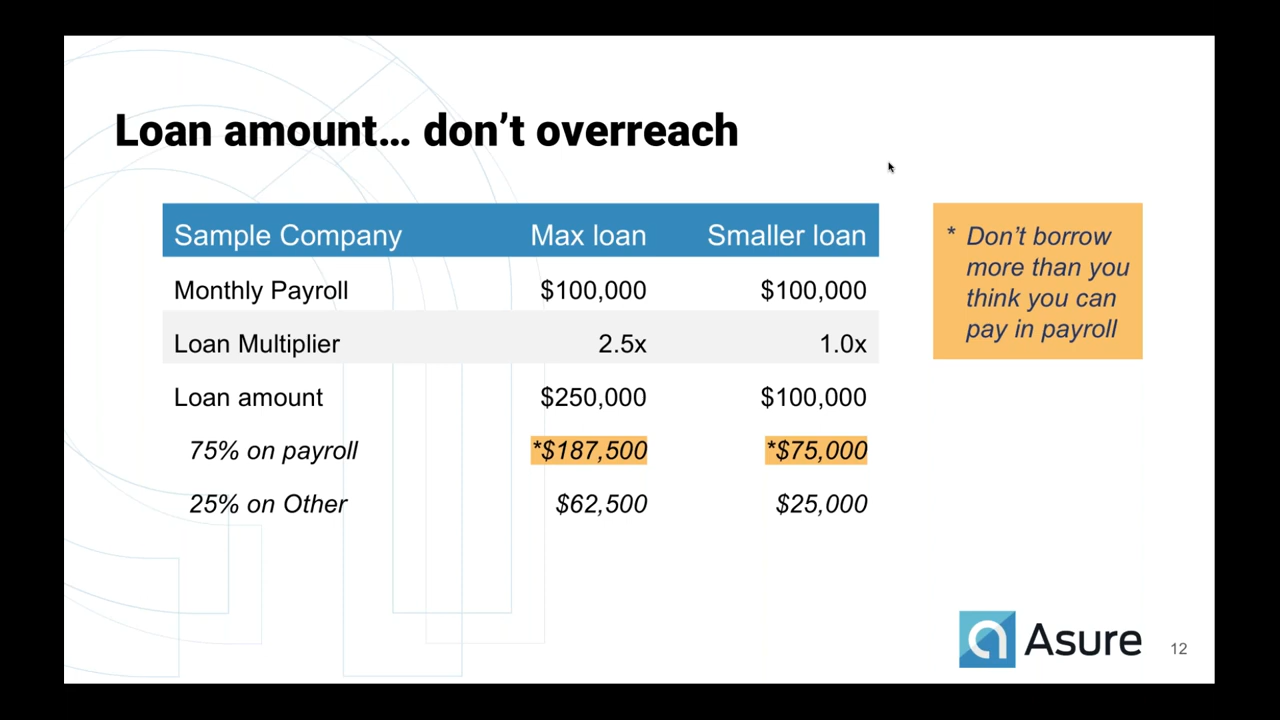 Loan amount... don’t overreach
Sample Company Max loan Smaller loan
Monthly Payroll $100,000 $100,000
Loan Multiplier 2.5x 1.0x
Loan amount $250,000 $100,000
75% on payroll *$187,500 *$75,000
25% on Other $62,500 $25,000
* Don’t borrow
more than you
think you can
pay in payroll
Asure
12